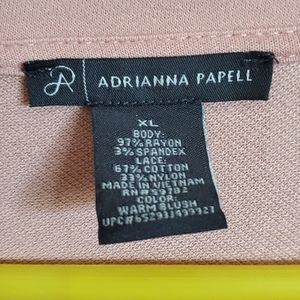 ADRIANNA PAPELL
XL
BODY:
97% RAYON
3% SPANDEX
LACE:
67% COTTON
33% NYLON
MADE IN VIETNAM
RN#99782
COLOR:
WARM BLUSH